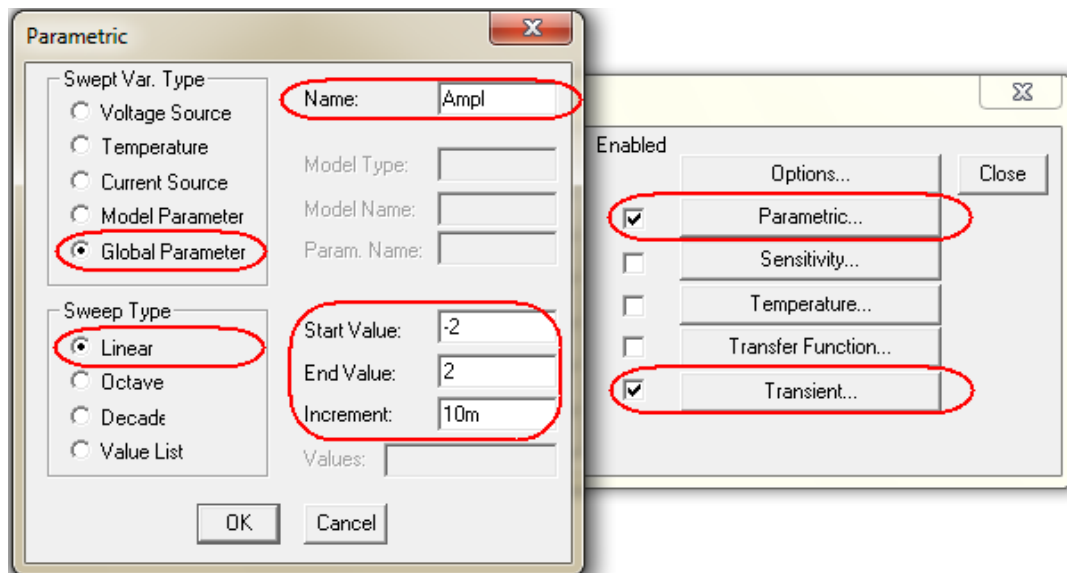 Parametric
Swept Var. Type
Voltage Source
Temperature
Current Source
Model Parameter
Global Parameter
Name: Ampl
Model Type:
Model Name:
Param. Name:
Sweep Type
Linear
Octave
Decade
Value List
Start Value: -2
End Value: 2
Increment: 10m
Values:
OK
Cancel
Enabled
Options...
Close
Parametric...
Sensitivity...
Temperature...
Transfer Function...
Transient...